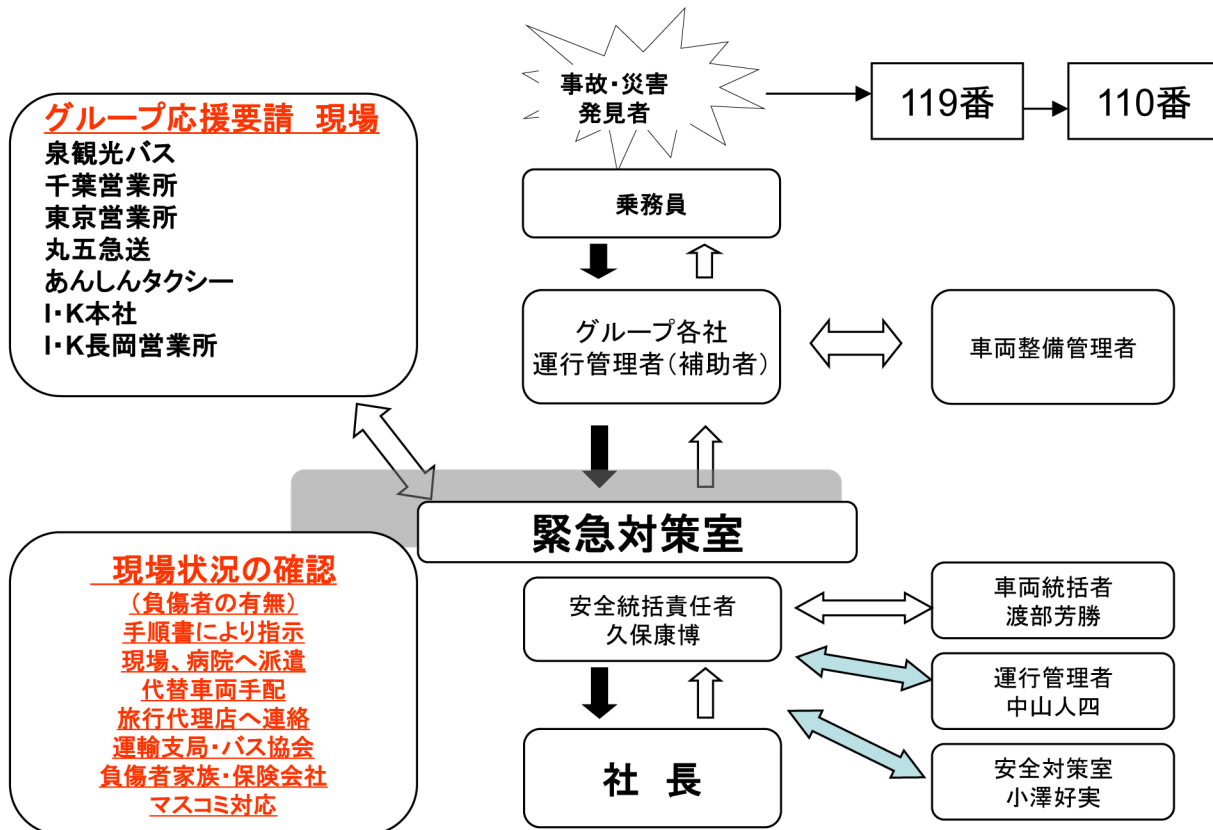 事故・災害
発見者
119番
110番
グループ応援要請　現場
泉観光バス
千葉営業所
東京営業所
丸五急送
あんしんタクシー
I・K本社
I・K長岡営業所
乗務員
グループ各社
運行管理者（補助者）
車両整備管理者
緊急対策室
現場状況の確認
（負傷者の有無）
手順書により指示
現場、病院へ派遣
代替車両手配
旅行代理店へ連絡
運輸支局・バス協会
負傷者家族・保険会社
マスコミ対応
安全統括責任者
久保康博
車両統括者
渡部芳勝
運行管理者
中山人四
安全対策室
小澤好実
社　長